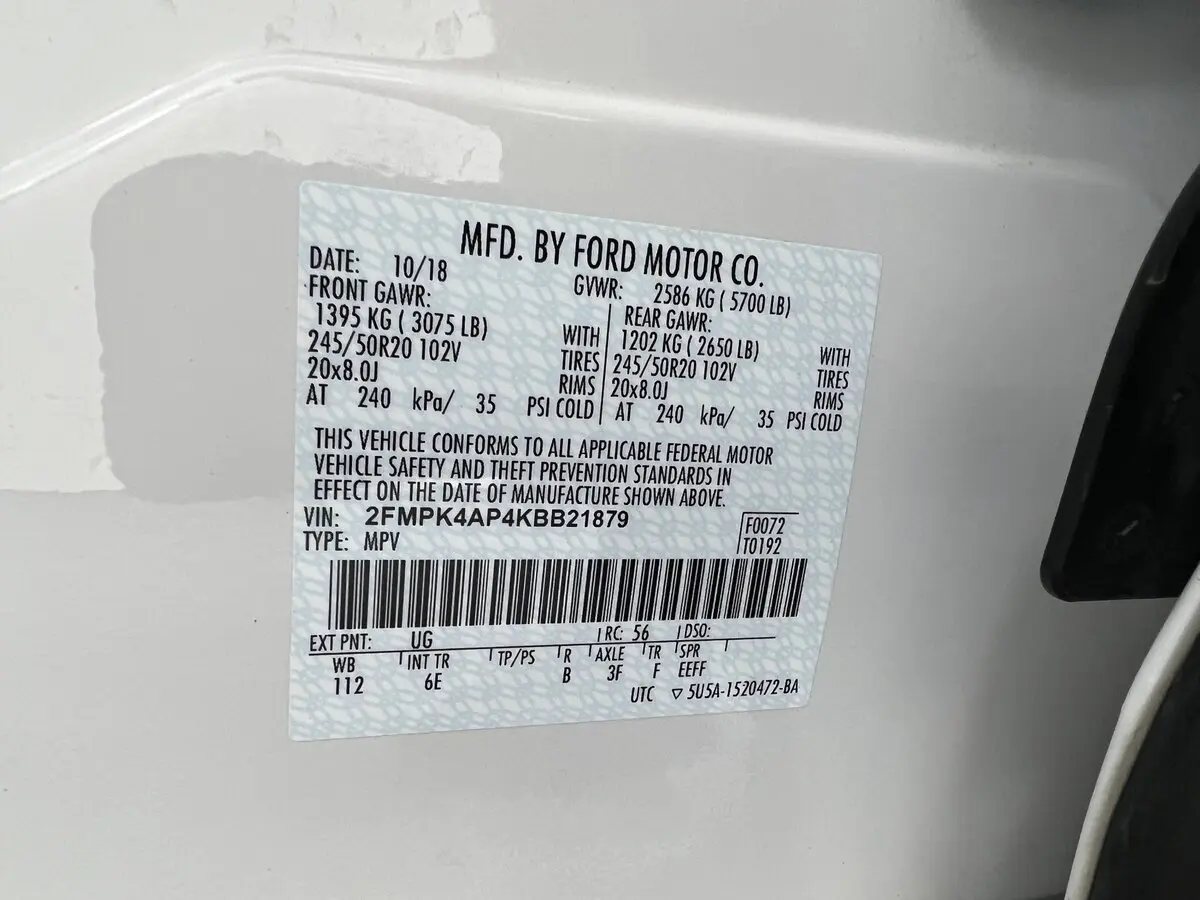 MFD. BY FORD MOTOR CO.
DATE: 10/18 GVWR: 2586 KG ( 5700 LB)
FRONT GAWR: REAR GAWR:
1395 KG ( 3075 LB) WITH 1202 KG ( 2650 LB) WITH
245/50R20 102V TIRES 245/50R20 102V TIRES
20x8.0J RIMS 20x8.0J RIMS
AT 240 kPa/ 35 PSI COLD AT 240 kPa/ 35 PSI COLD
THIS VEHICLE CONFORMS TO ALL APPLICABLE FEDERAL MOTOR
VEHICLE SAFETY AND THEFT PREVENTION STANDARDS IN
EFFECT ON THE DATE OF MANUFACTURE SHOWN ABOVE.
VIN: 2FMPK4AP4KBB21879 F0072
TYPE: MPV T0192
EXT PNT: UG RC: 56 DSO:
WB INT TR TP/PS R AXLE TR SPR
112 6E B 3F F EEFF
UTC ▽ 5U5A-1520472-BA